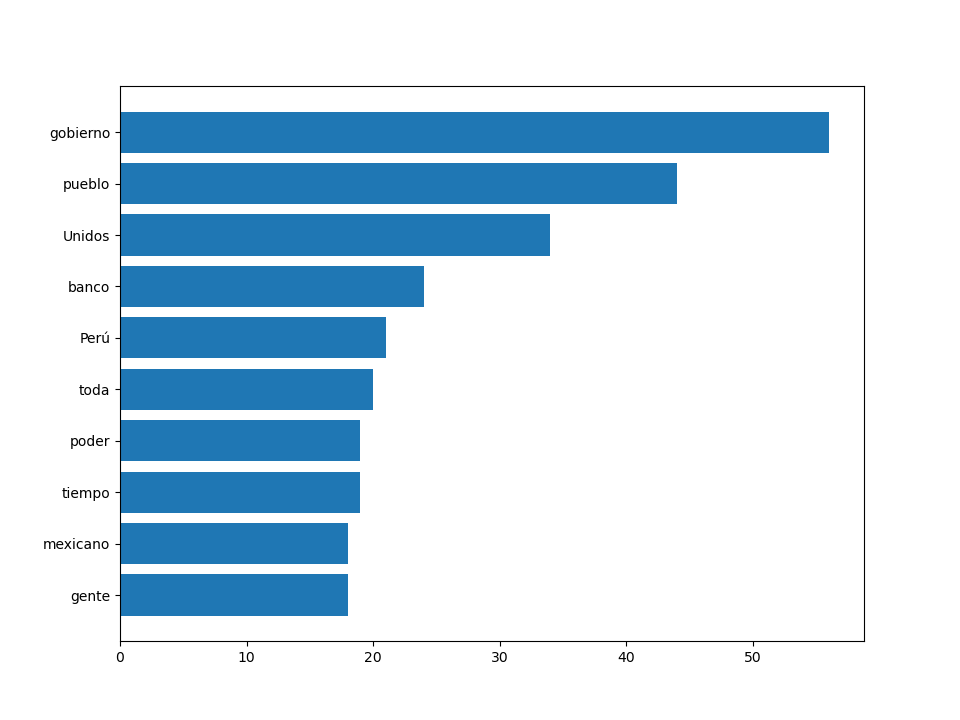 gobierno
pueblo
Unidos
banco
Perú
toda
poder
tiempo
mexicano
gente
0 10 20 30 40 50